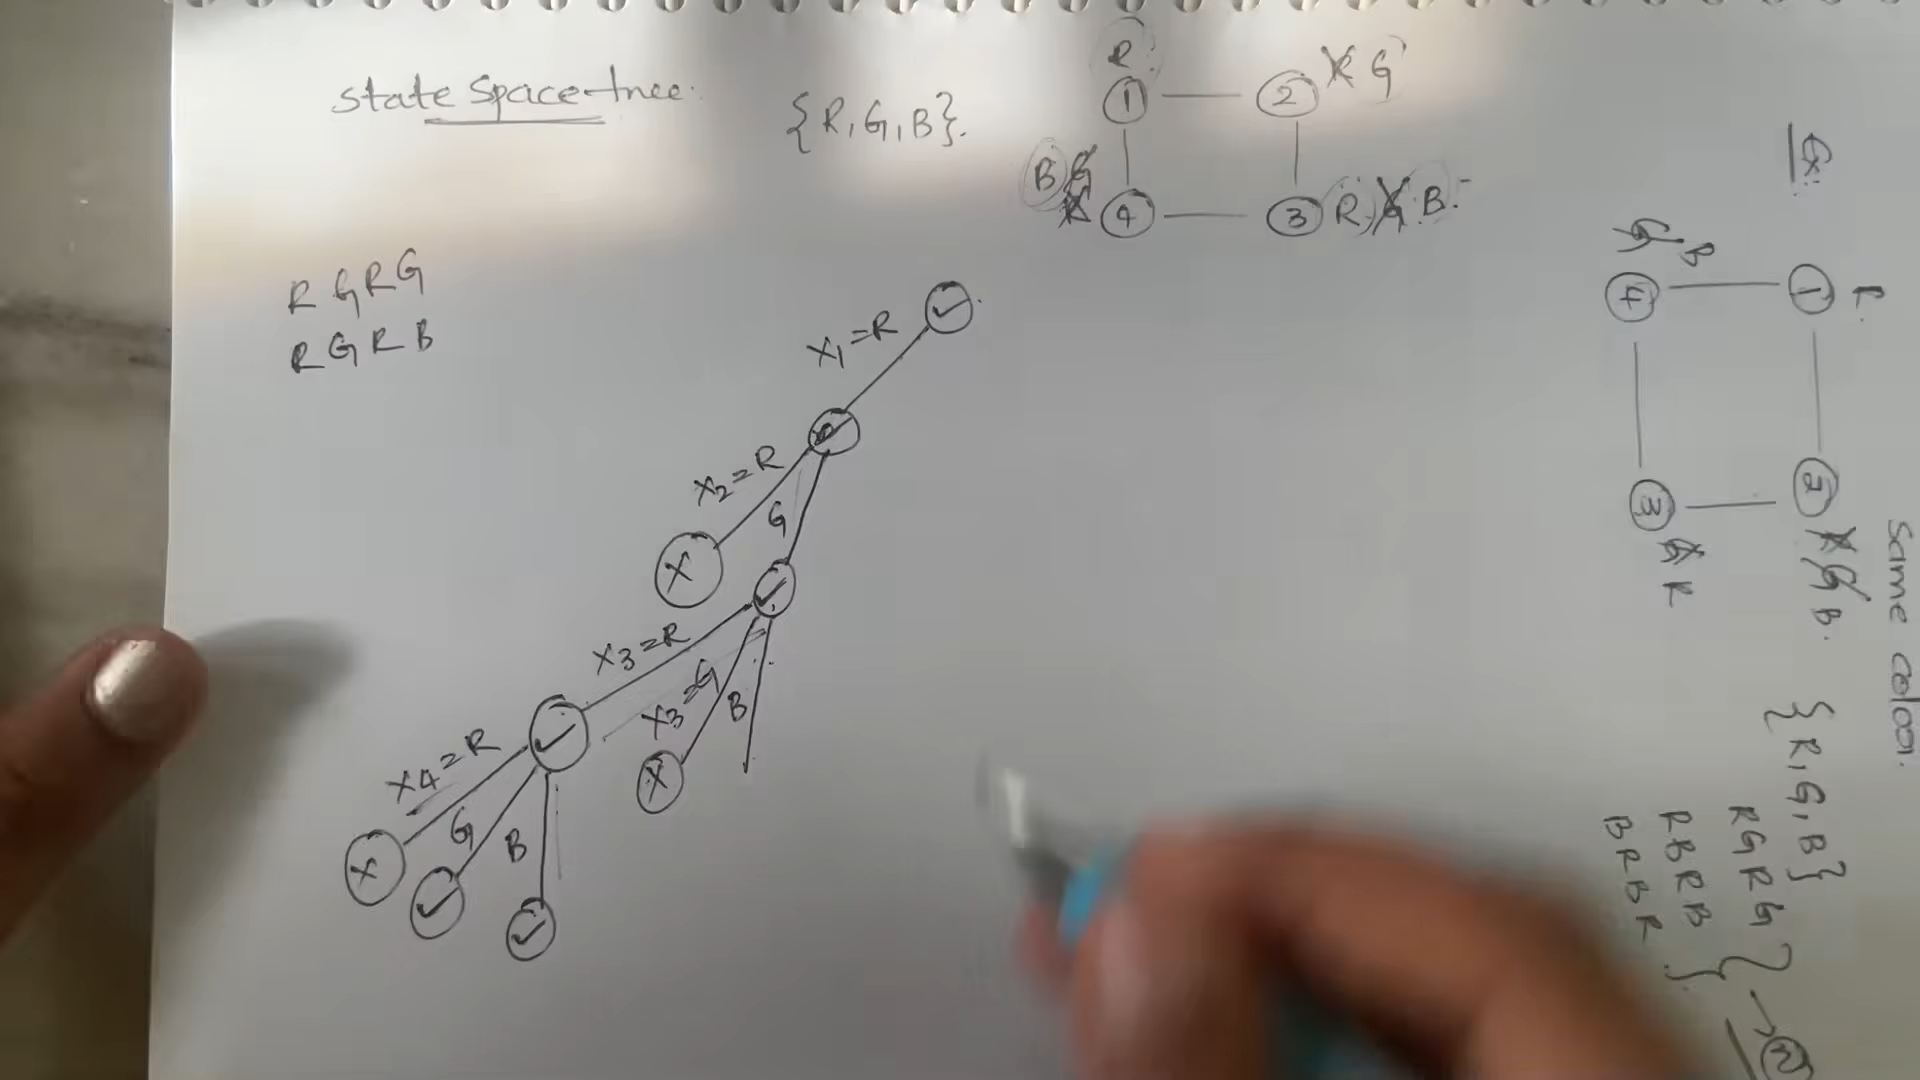 State Space tree.
{R, G, B}.
R
1
2
X G
B G
R
4
3
R, G B.
RGRG
RGRB
X1=R
X2=R
G
X
X3=R
X3=G
B
X
X4=R
G
B
X
Ex:
G B
4
1
R.
3
2
G R
R G B.
Same colour.
{R, G, B}
RGRG
RBRB
BRBR